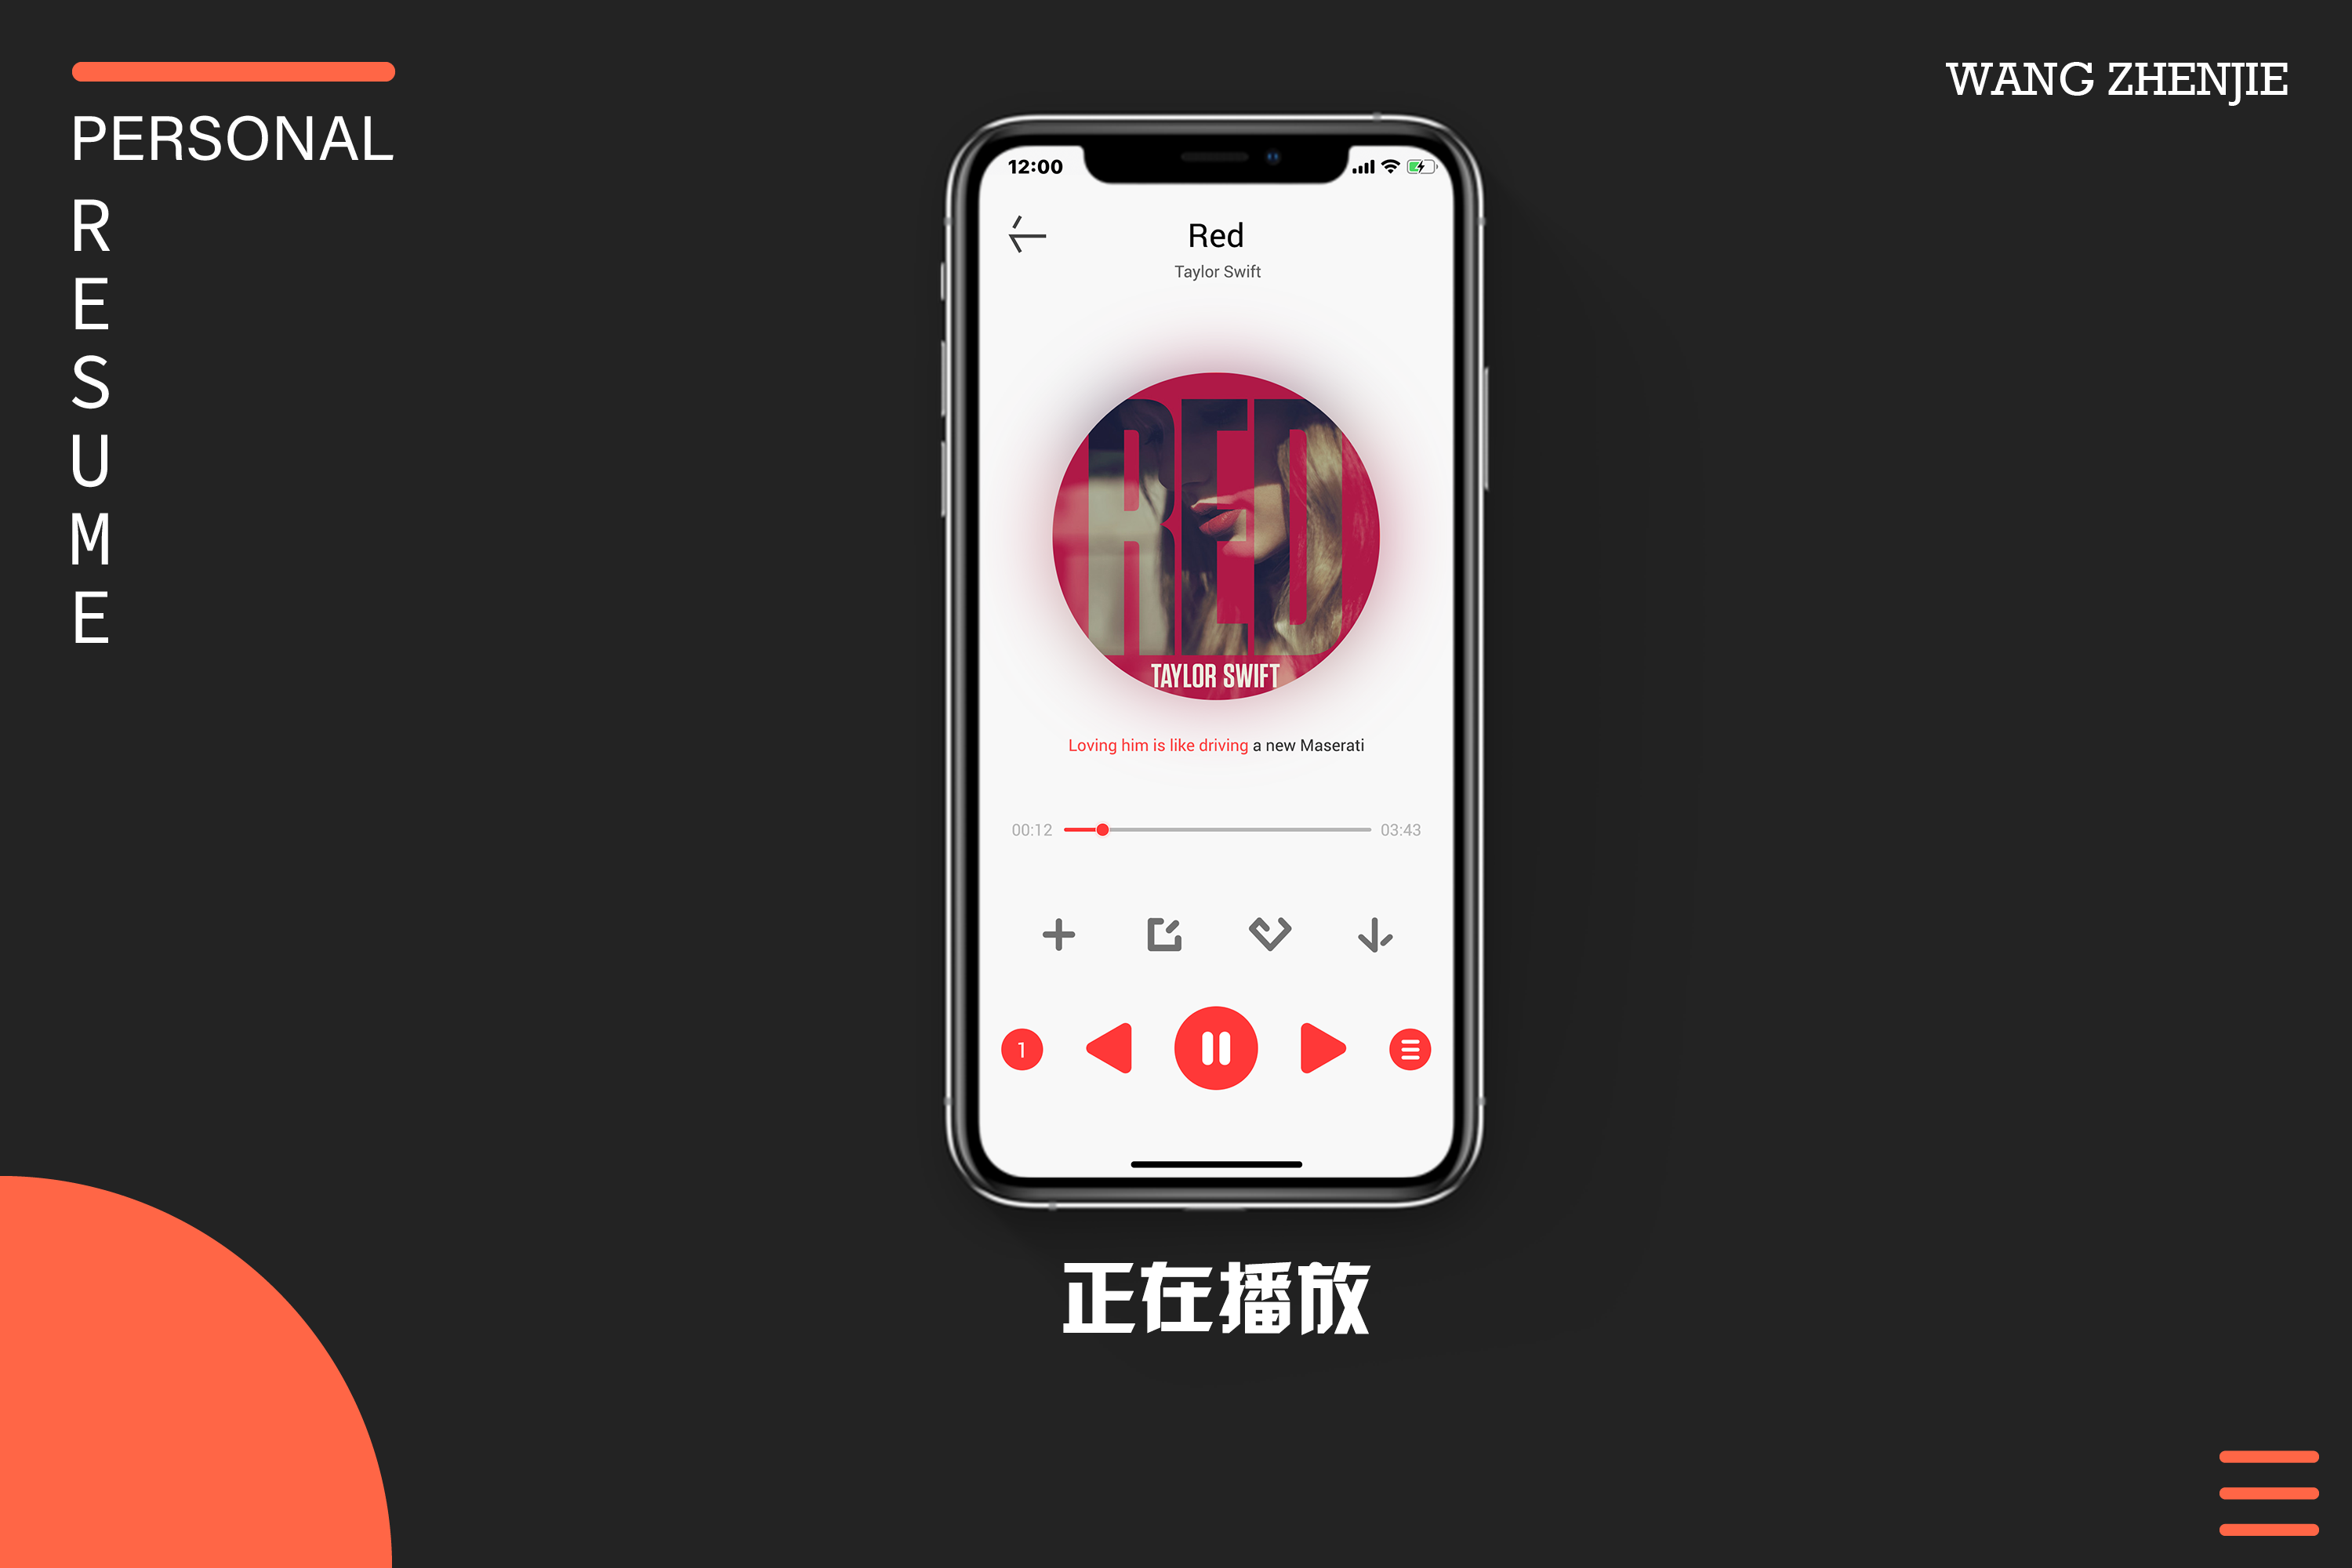 PERSONAL
RESUME
WANG ZHENJIE
12:00
Red
Taylor Swift
RED
TAYLOR SWIFT
Loving him is like driving a new Maserati
00:12
03:43
1
正在播放